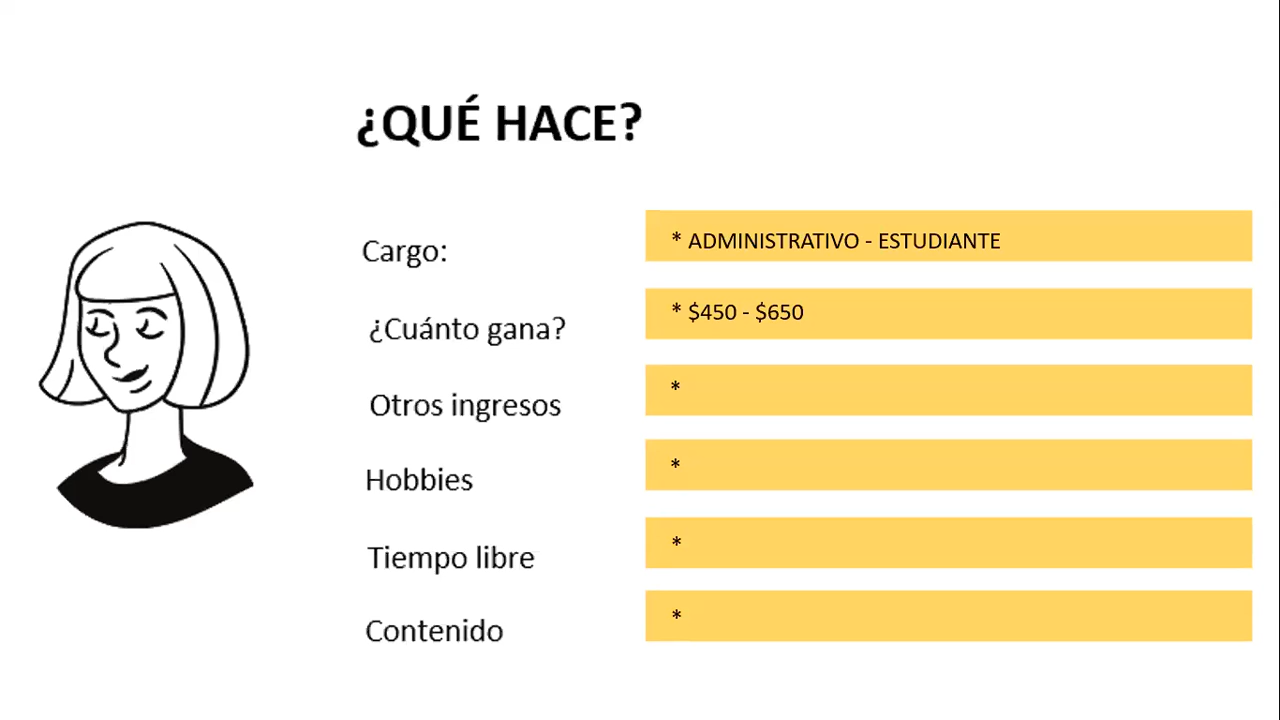 ¿QUÉ HACE?
Cargo: * ADMINISTRATIVO - ESTUDIANTE
¿Cuánto gana? * $450 - $650
Otros ingresos *
Hobbies *
Tiempo libre *
Contenido *